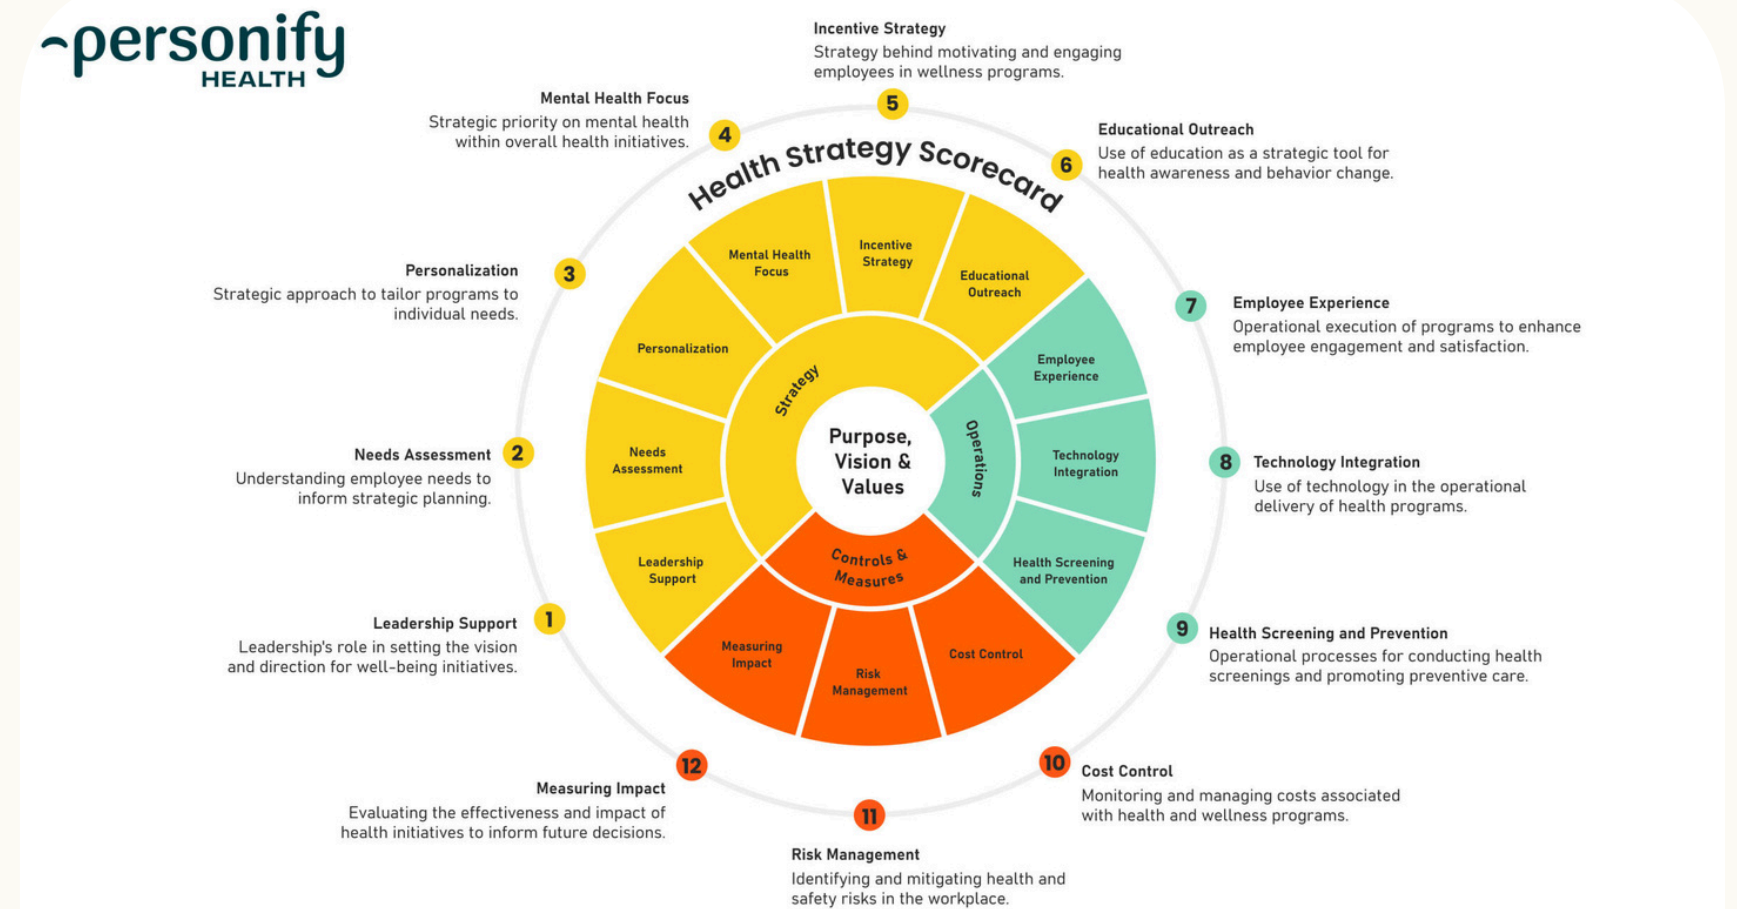 personify
HEALTH
Health Strategy Scorecard
Incentive Strategy
Strategy behind motivating and engaging
employees in wellness programs.
5
Mental Health Focus
Strategic priority on mental health
within overall health initiatives.
4
Educational Outreach
Use of education as a strategic tool for
health awareness and behavior change.
6
Personalization
Strategic approach to tailor programs to
individual needs.
3
Employee Experience
Operational execution of programs to enhance
employee engagement and satisfaction.
7
Needs Assessment
Understanding employee needs to
inform strategic planning.
2
Technology Integration
Use of technology in the operational
delivery of health programs.
8
Leadership Support
Leadership's role in setting the vision
and direction for well-being initiatives.
1
Health Screening and Prevention
Operational processes for conducting health
screenings and promoting preventive care.
9
Measuring Impact
Evaluating the effectiveness and impact of
health initiatives to inform future decisions.
12
Cost Control
Monitoring and managing costs associated
with health and wellness programs.
10
Risk Management
Identifying and mitigating health and
safety risks in the workplace.
11
Mental Health
Focus
Incentive
Strategy
Educational
Outreach
Personalization
Employee
Experience
Needs
Assessment
Technology
Integration
Leadership
Support
Health Screening
and Prevention
Measuring
Impact
Risk
Management
Cost Control
Strategy
Operations
Controls &
Measures
Purpose,
Vision &
Values